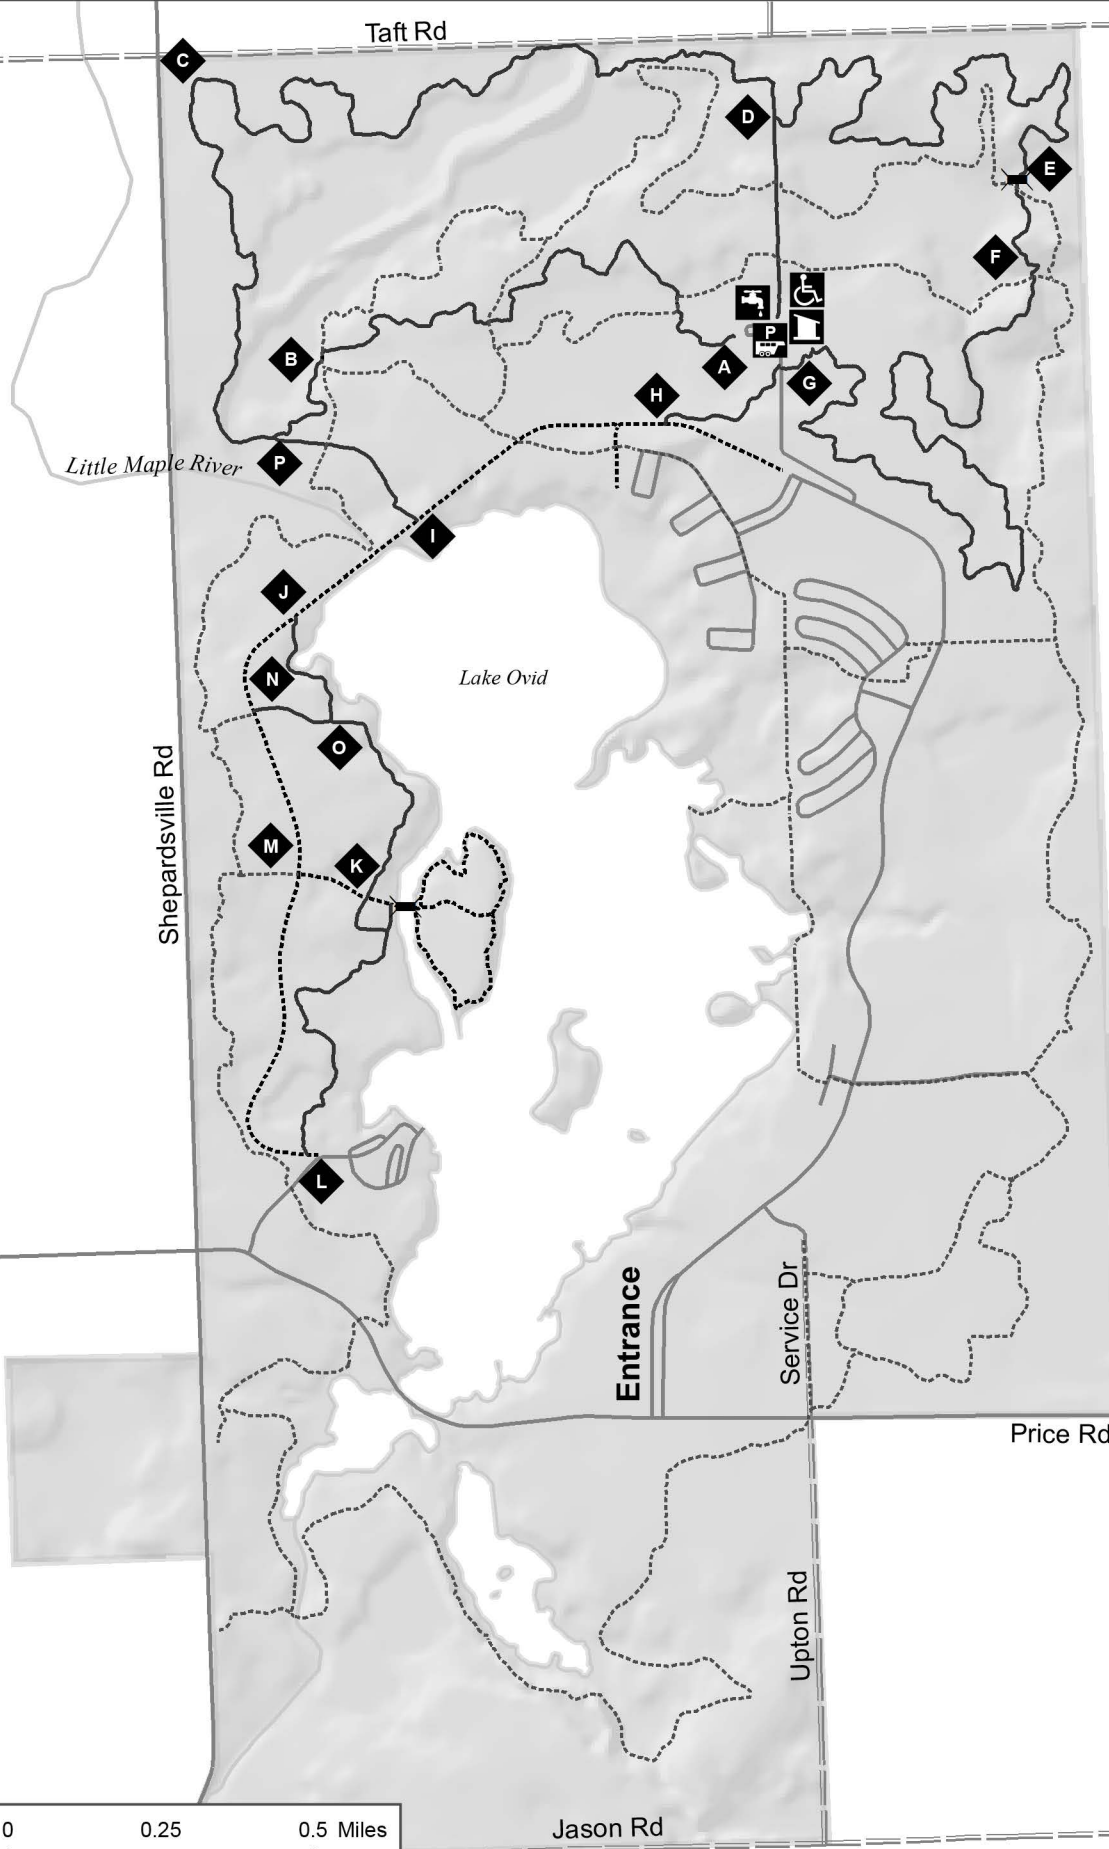 Taft Rd
C
D
E
F
B
P
A
G
H
Little Maple River
P
I
J
N
Lake Ovid
O
Shepardsville Rd
M
K
L
Entrance
Service Dr
Price Rd
Upton Rd
0 0.25 0.5 Miles
Jason Rd